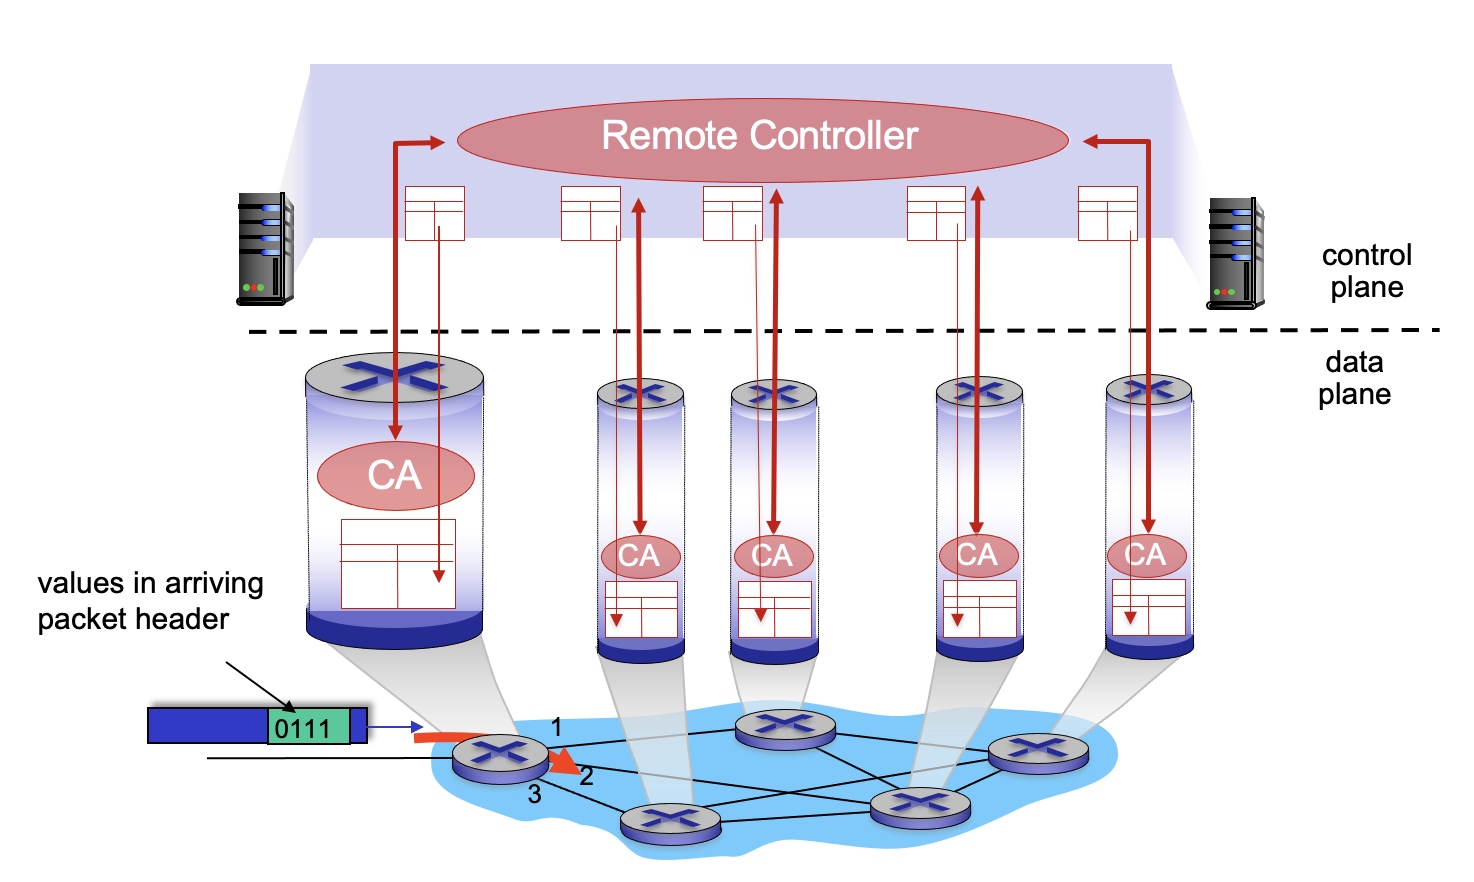 Remote Controller
control
plane
data
plane
CA
CA
CA
CA
CA
values in arriving
packet header
0111
1
2
3